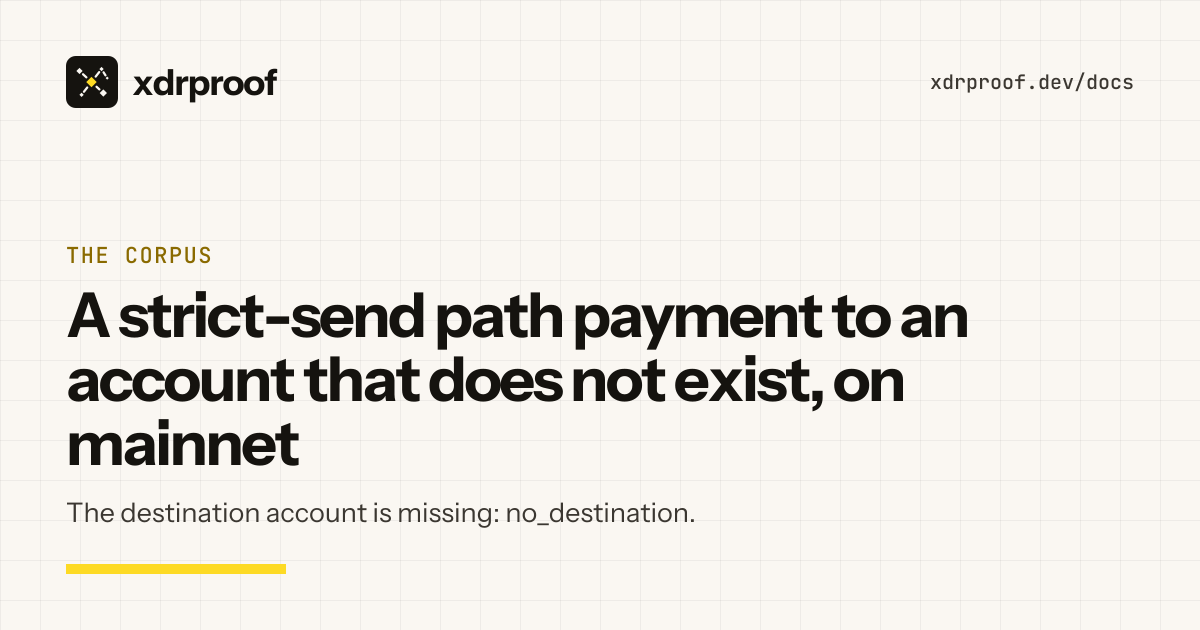 xdrproof
xdrproof.dev/docs
THE CORPUS
A strict-send path payment to an
account that does not exist, on
mainnet
The destination account is missing: no_destination.